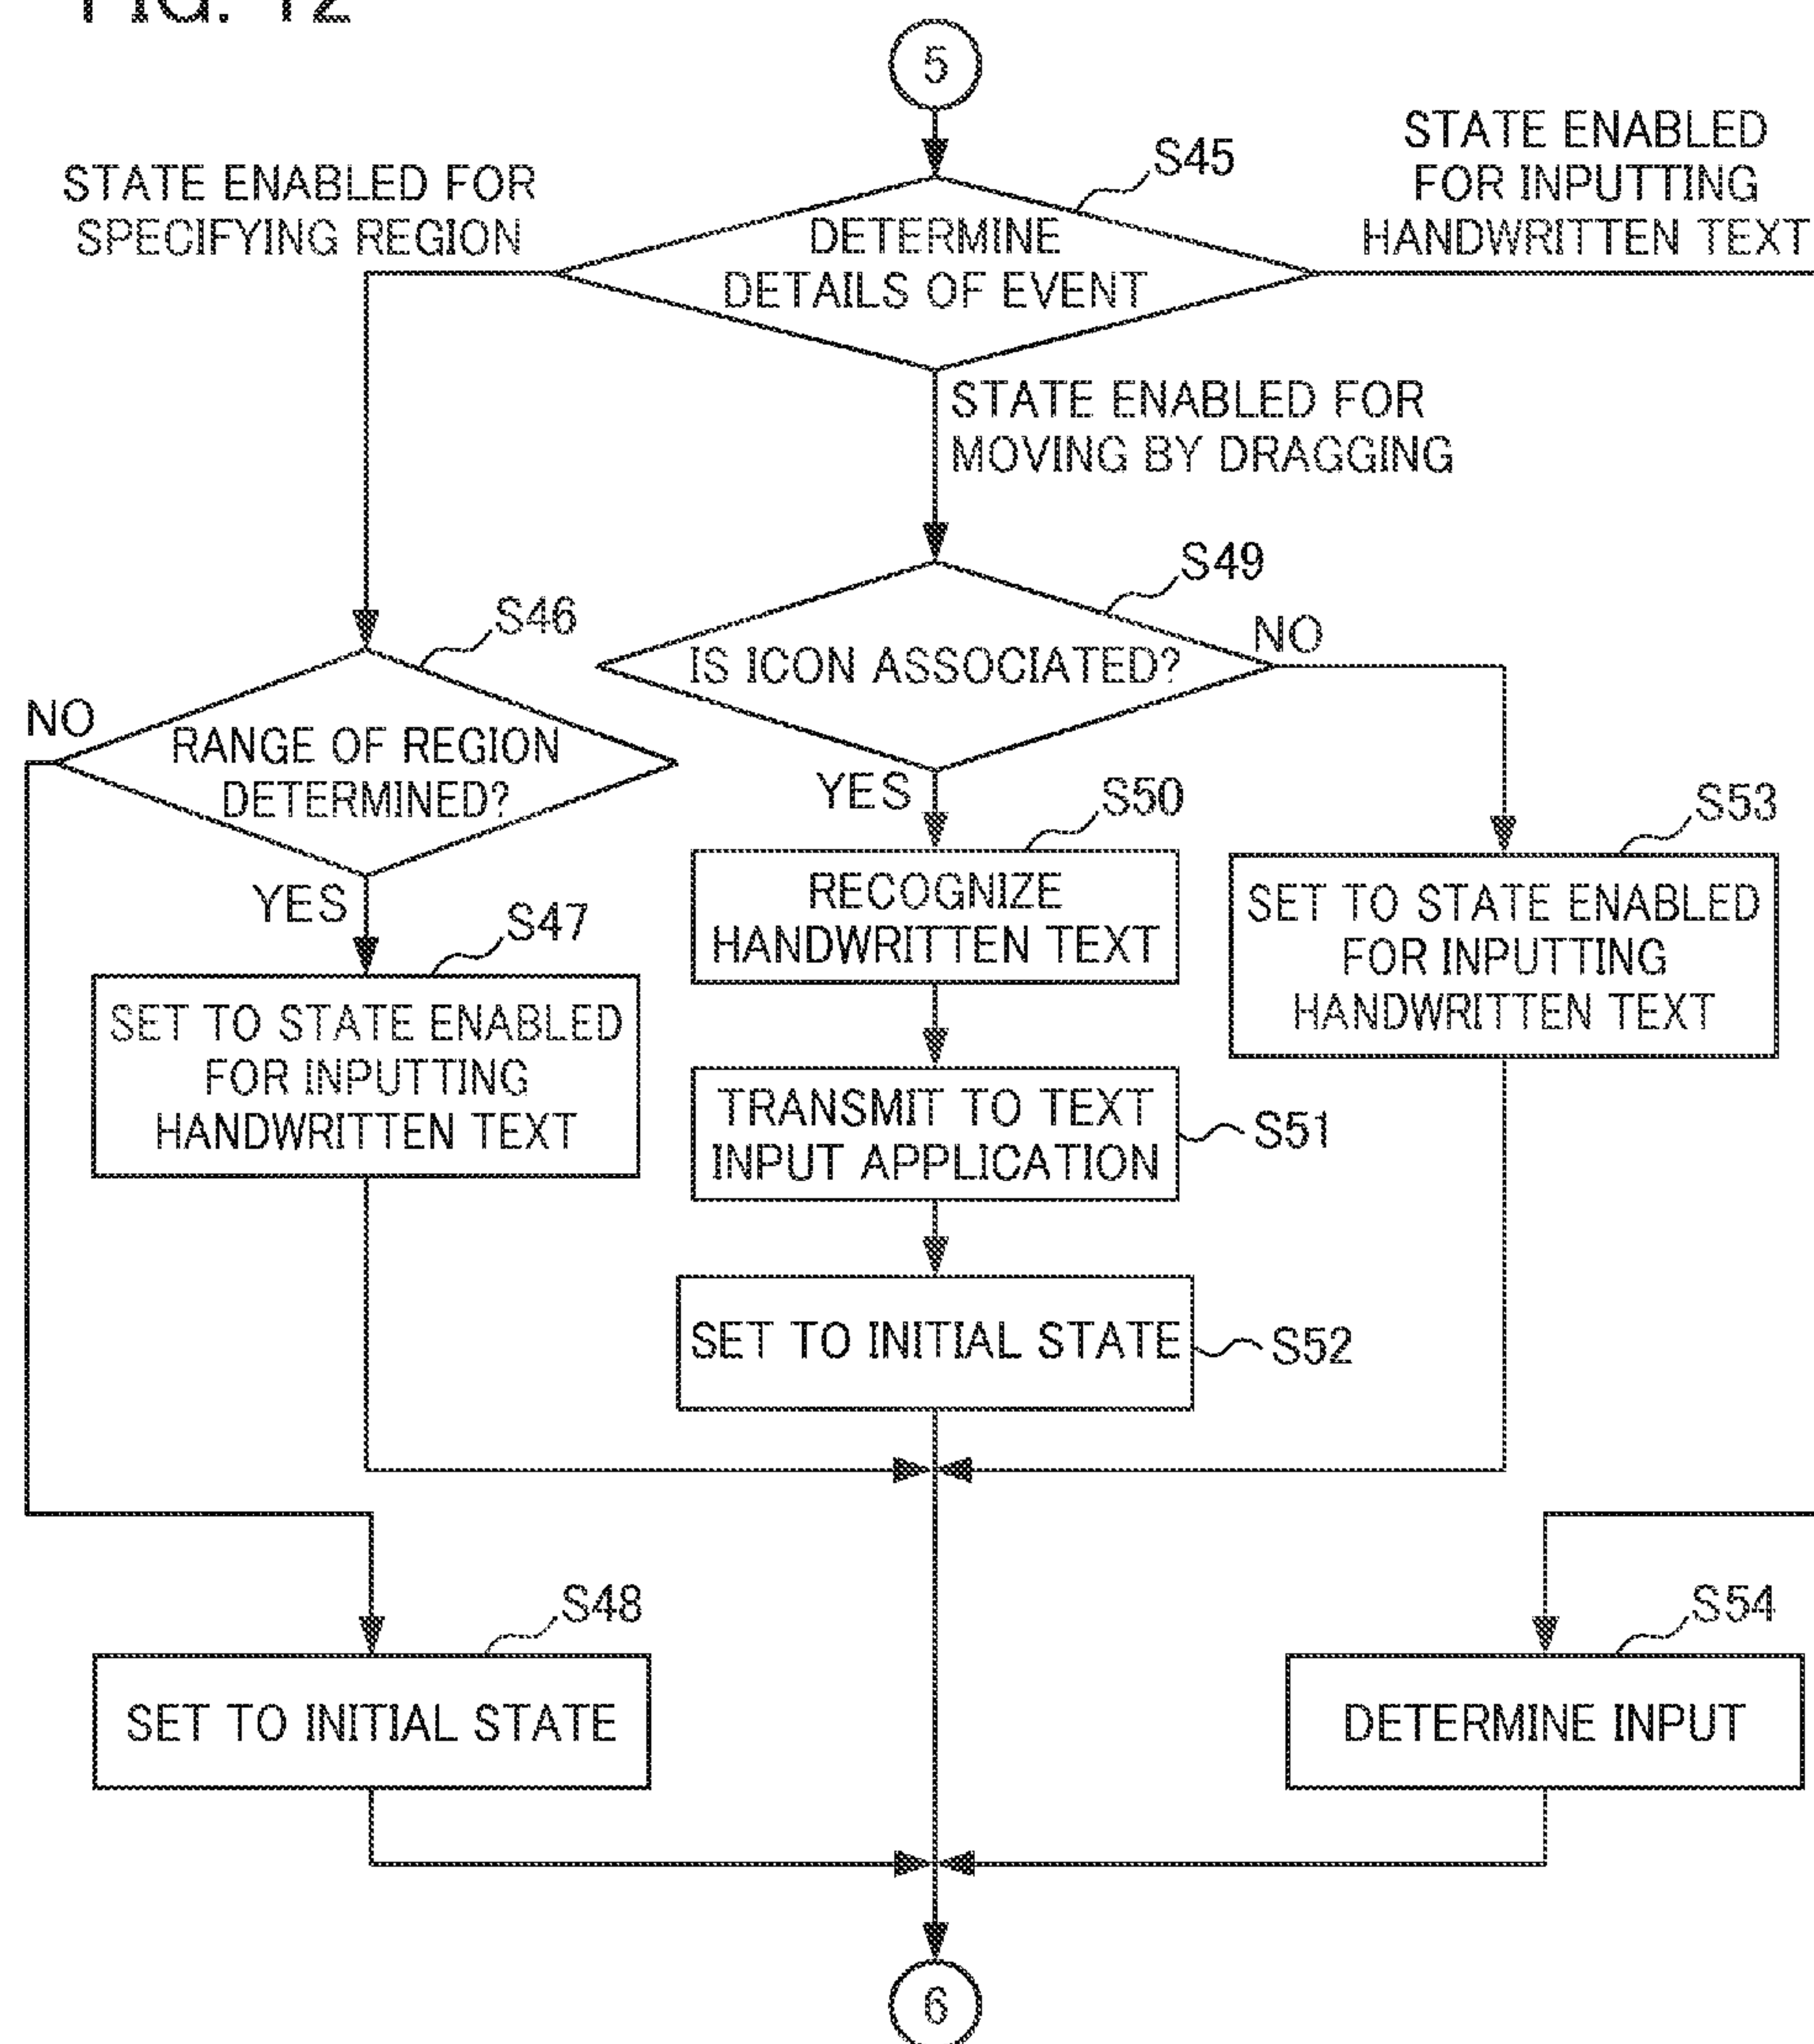 FIG. 12
5
S45
STATE ENABLED FOR
SPECIFYING REGION
DETERMINE
DETAILS OF EVENT
STATE ENABLED
FOR INPUTTING
HANDWRITTEN TEXT
STATE ENABLED FOR
MOVING BY DRAGGING
S46
NO
RANGE OF REGION
DETERMINED?
YES
S49
IS ICON ASSOCIATED?
NO
YES
S47
SET TO STATE ENABLED
FOR INPUTTING
HANDWRITTEN TEXT
S50
RECOGNIZE
HANDWRITTEN TEXT
S53
SET TO STATE ENABLED
FOR INPUTTING
HANDWRITTEN TEXT
TRANSMIT TO TEXT
INPUT APPLICATION
S51
SET TO INITIAL STATE
S52
S48
SET TO INITIAL STATE
S54
DETERMINE INPUT
6